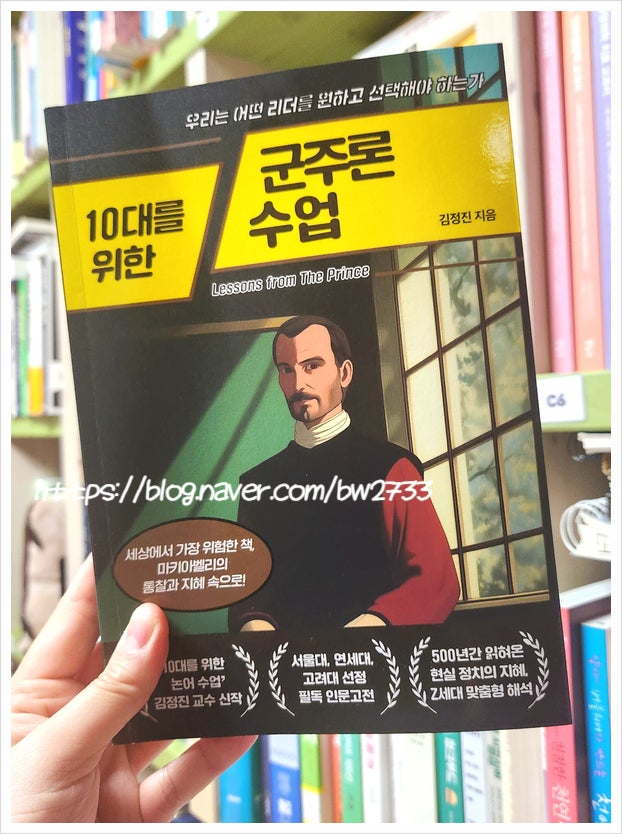 우리는 어떤 리더를 원하고 선택해야 하는가
10대를
위한
군주론
수업
김정진 지음
Lessons from The Prince
https://blog.naver.com/bw2733
세상에서 가장 위험한 책,
마키아벨리의
통찰과 지혜 속으로!
'10대를 위한
논어 수업'
김정진 교수 신작
서울대, 연세대,
고려대 선정
필독 인문고전
500년간 읽혀온
현실 정치의 지혜,
Z세대 맞춤형 해석
C6